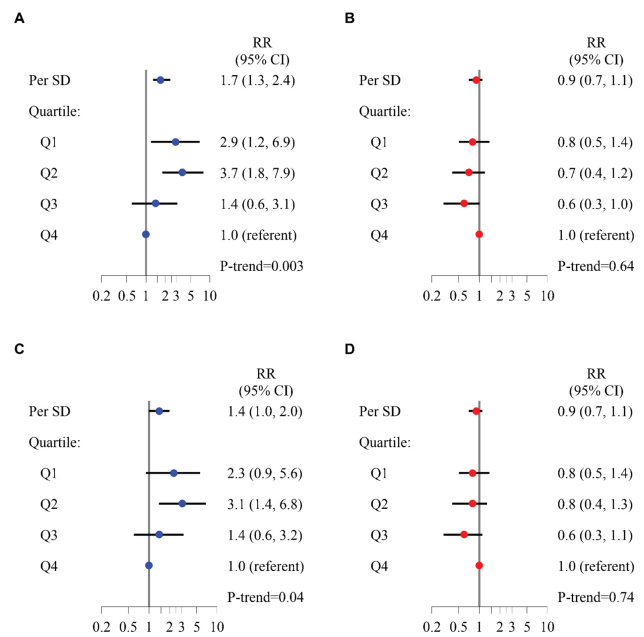 A
RR
(95% CI)
Per SD 1.7 (1.3, 2.4)
Quartile:
Q1 2.9 (1.2, 6.9)
Q2 3.7 (1.8, 7.9)
Q3 1.4 (0.6, 3.1)
Q4 1.0 (referent)
P-trend=0.003
0.2 0.5 1 2 3 5 10
B
RR
(95% CI)
Per SD 0.9 (0.7, 1.1)
Quartile:
Q1 0.8 (0.5, 1.4)
Q2 0.7 (0.4, 1.2)
Q3 0.6 (0.3, 1.0)
Q4 1.0 (referent)
P-trend=0.64
0.2 0.5 1 2 3 5 10
C
RR
(95% CI)
Per SD 1.4 (1.0, 2.0)
Quartile:
Q1 2.3 (0.9, 5.6)
Q2 3.1 (1.4, 6.8)
Q3 1.4 (0.6, 3.2)
Q4 1.0 (referent)
P-trend=0.04
0.2 0.5 1 2 3 5 10
D
RR
(95% CI)
Per SD 0.9 (0.7, 1.1)
Quartile:
Q1 0.8 (0.5, 1.4)
Q2 0.8 (0.4, 1.3)
Q3 0.6 (0.3, 1.1)
Q4 1.0 (referent)
P-trend=0.74
0.2 0.5 1 2 3 5 10